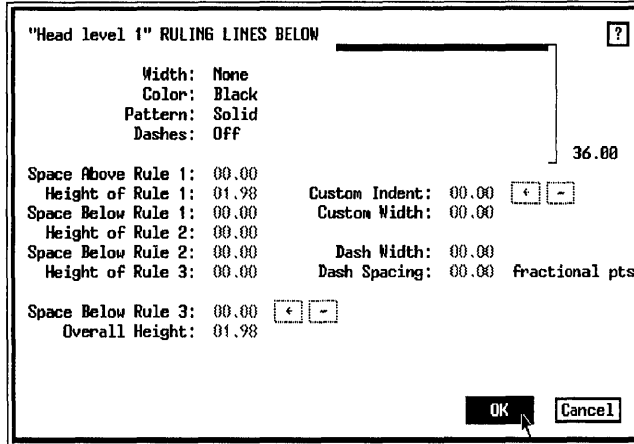 "Head level 1" RULING LINES BELOW ?
Width: None
Color: Black
Pattern: Solid
Dashes: Off
36.00
Space Above Rule 1: 00.00
Height of Rule 1: 01.98 Custom Indent: 00.00 + -
Space Below Rule 1: 00.00 Custom Width: 00.00
Height of Rule 2: 00.00
Space Below Rule 2: 00.00 Dash Width: 00.00
Height of Rule 3: 00.00 Dash Spacing: 00.00 fractional pts
Space Below Rule 3: 00.00 + -
Overall Height: 01.98
OK Cancel